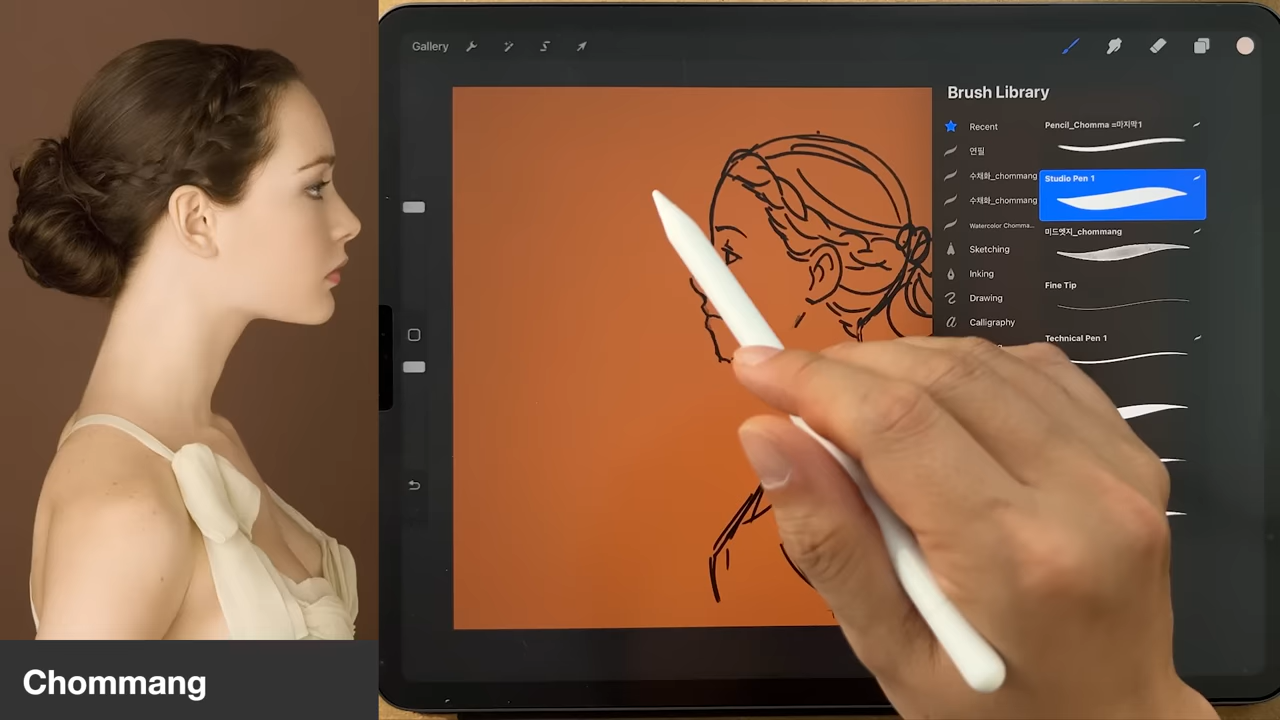 Gallery
Brush Library
Recent
연필
수채화_chommang
수채화_chommang
Watercolor Chomma...
Sketching
Inking
Drawing
Calligraphy
Pencil_Chomma =마지막1
Studio Pen 1
미드엣지_chommang
Fine Tip
Technical Pen 1
Chommang